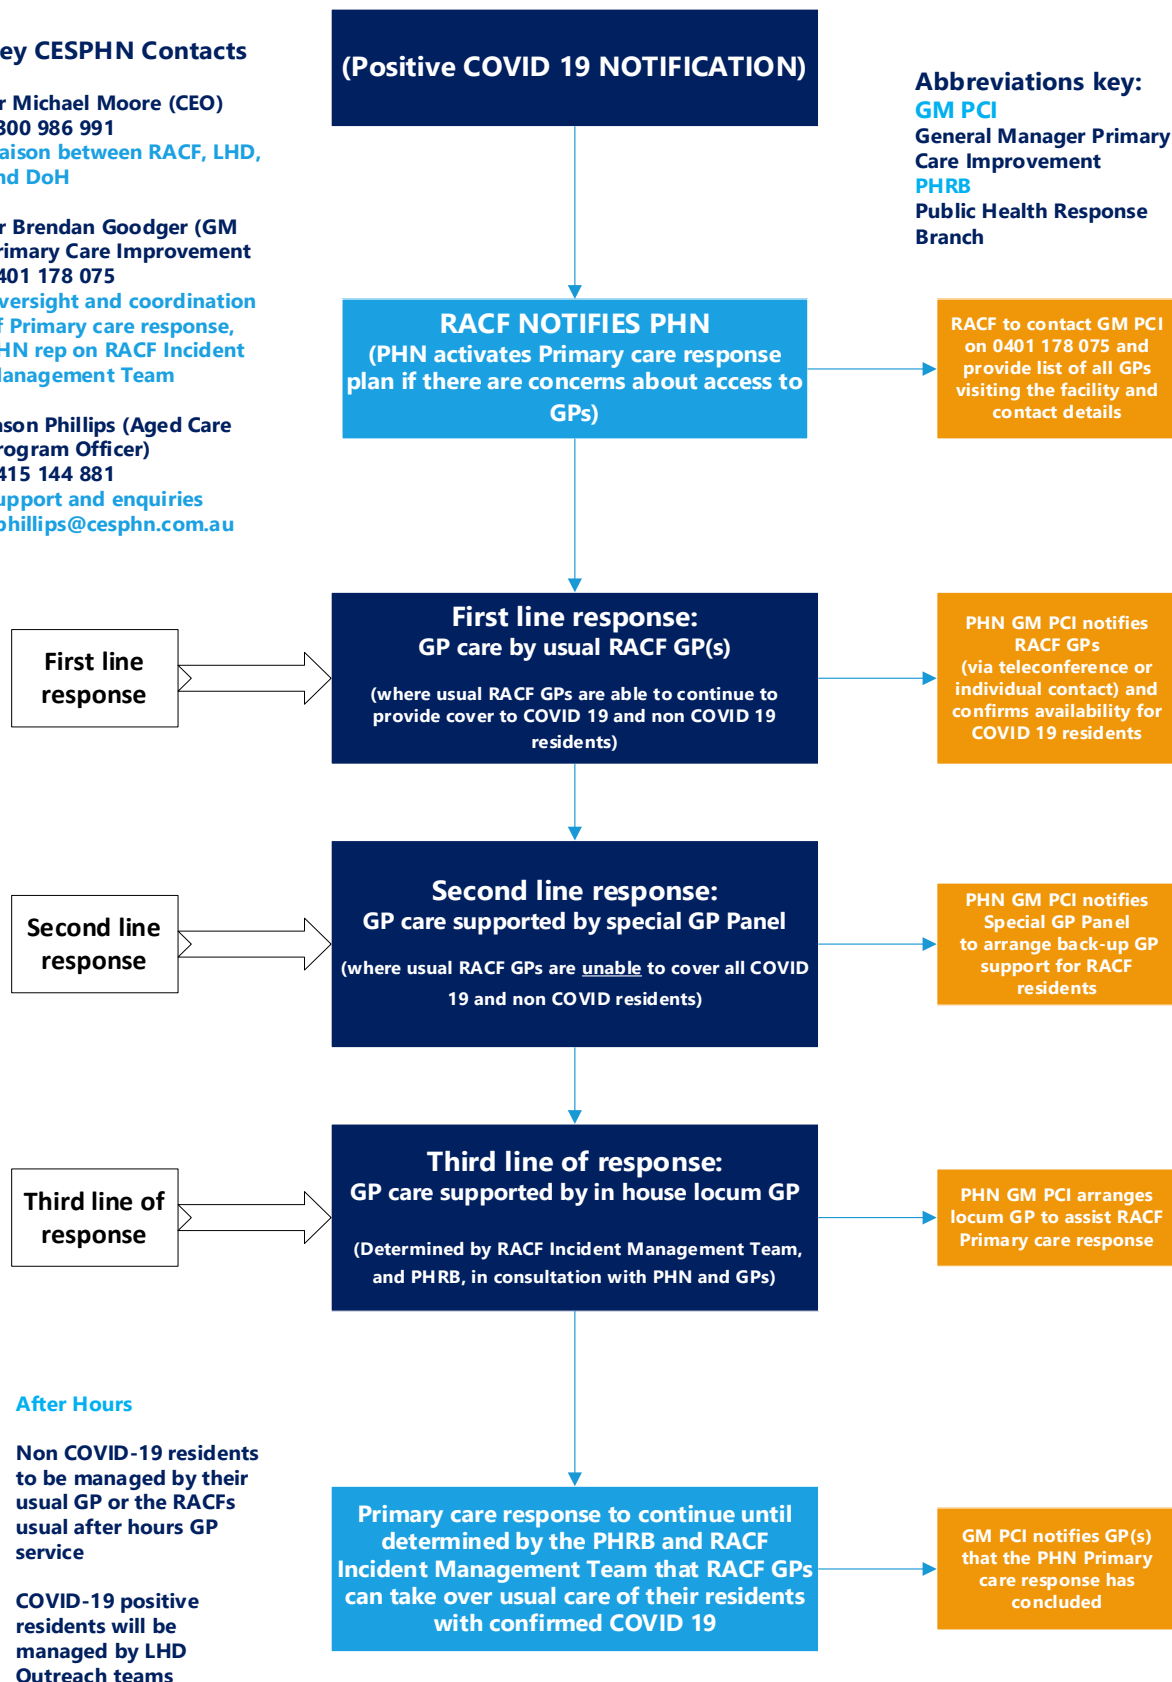 ey CESPHN Contacts
r Michael Moore (CEO)
300 986 991
aison between RACF, LHD,
nd DoH
r Brendan Goodger (GM
rimary Care Improvement
401 178 075
versight and coordination
f Primary care response,
HN rep on RACF Incident
anagement Team
ason Phillips (Aged Care
rogram Officer)
415 144 881
upport and enquiries
phillips@cesphn.com.au
(Positive COVID 19 NOTIFICATION)
Abbreviations key:
GM PCI
General Manager Primary
Care Improvement
PHRB
Public Health Response
Branch
RACF NOTIFIES PHN
(PHN activates Primary care response
plan if there are concerns about access to
GPs)
RACF to contact GM PCI
on 0401 178 075 and
provide list of all GPs
visiting the facility and
contact details
First line
response
First line response:
GP care by usual RACF GP(s)
(where usual RACF GPs are able to continue to
provide cover to COVID 19 and non COVID 19
residents)
PHN GM PCI notifies
RACF GPs
(via teleconference or
individual contact) and
confirms availability for
COVID 19 residents
Second line
response
Second line response:
GP care supported by special GP Panel
(where usual RACF GPs are unable to cover all COVID
19 and non COVID residents)
PHN GM PCI notifies
Special GP Panel
to arrange back-up GP
support for RACF
residents
Third line of
response
Third line of response:
GP care supported by in house locum GP
(Determined by RACF Incident Management Team,
and PHRB, in consultation with PHN and GPs)
PHN GM PCI arranges
locum GP to assist RACF
Primary care response
After Hours
Non COVID-19 residents
to be managed by their
usual GP or the RACFs
usual after hours GP
service
COVID-19 positive
residents will be
managed by LHD
Outreach teams
Primary care response to continue until
determined by the PHRB and RACF
Incident Management Team that RACF GPs
can take over usual care of their residents
with confirmed COVID 19
GM PCI notifies GP(s)
that the PHN Primary
care response has
concluded